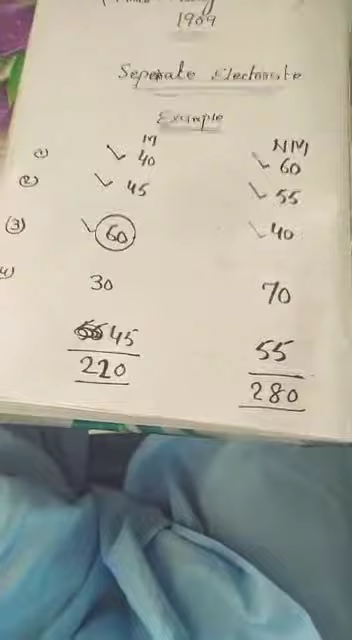 1909
Seperate Electorate
Example
M NM
(1) 40 60
(2) 45 55
(3) 60 40
30 70
45 55
220 280